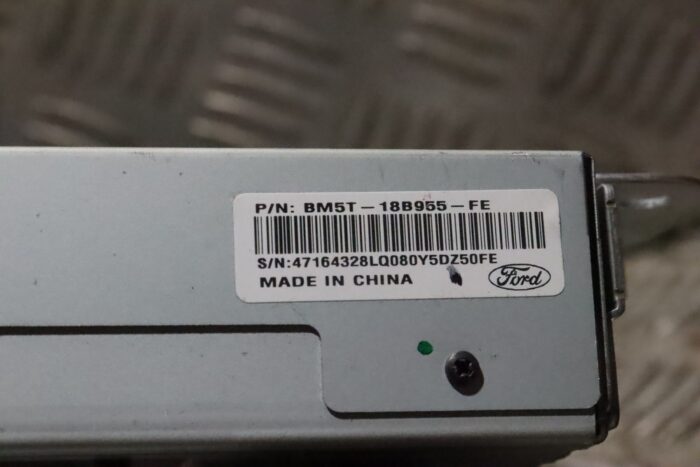 P/N: BM5T-18B955-FE
S/N:47164328LQ080Y5DZ50FE
MADE IN CHINA
Ford